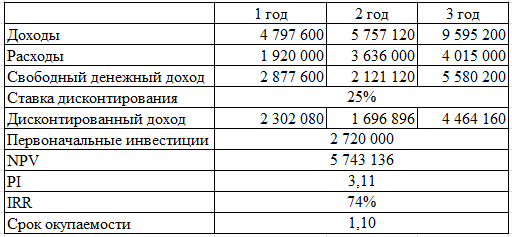 1 год 2 год 3 год
Доходы 4 797 600 5 757 120 9 595 200
Расходы 1 920 000 3 636 000 4 015 000
Свободный денежный доход 2 877 600 2 121 120 5 580 200
Ставка дисконтирования 25%
Дисконтированный доход 2 302 080 1 696 896 4 464 160
Первоначальные инвестиции 2 720 000
NPV 5 743 136
PI 3,11
IRR 74%
Срок окупаемости 1,10